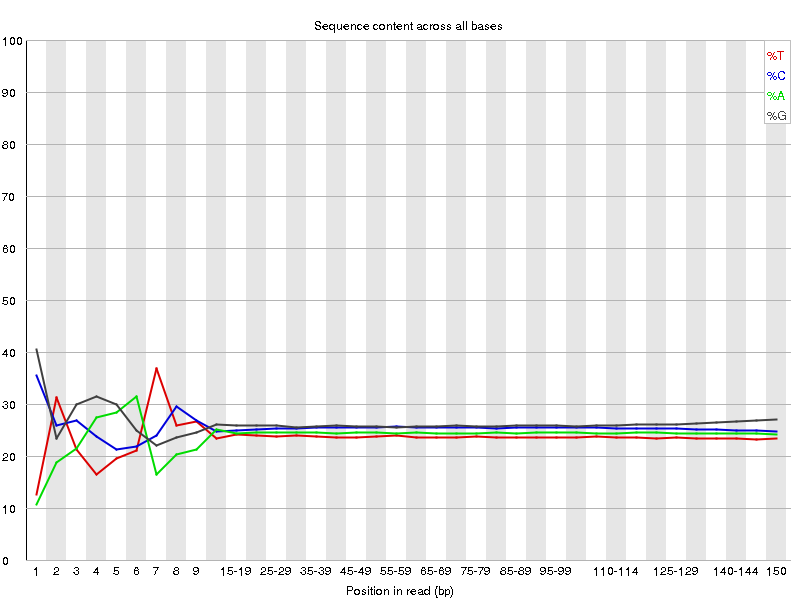 Sequence content across all bases
100
90
80
70
60
50
40
30
20
10
0
%T
%C
%A
%G
1 2 3 4 5 6 7 8 9 15-19 25-29 35-39 45-49 55-59 65-69 75-79 85-89 95-99 110-114 125-129 140-144 150
Position in read (bp)